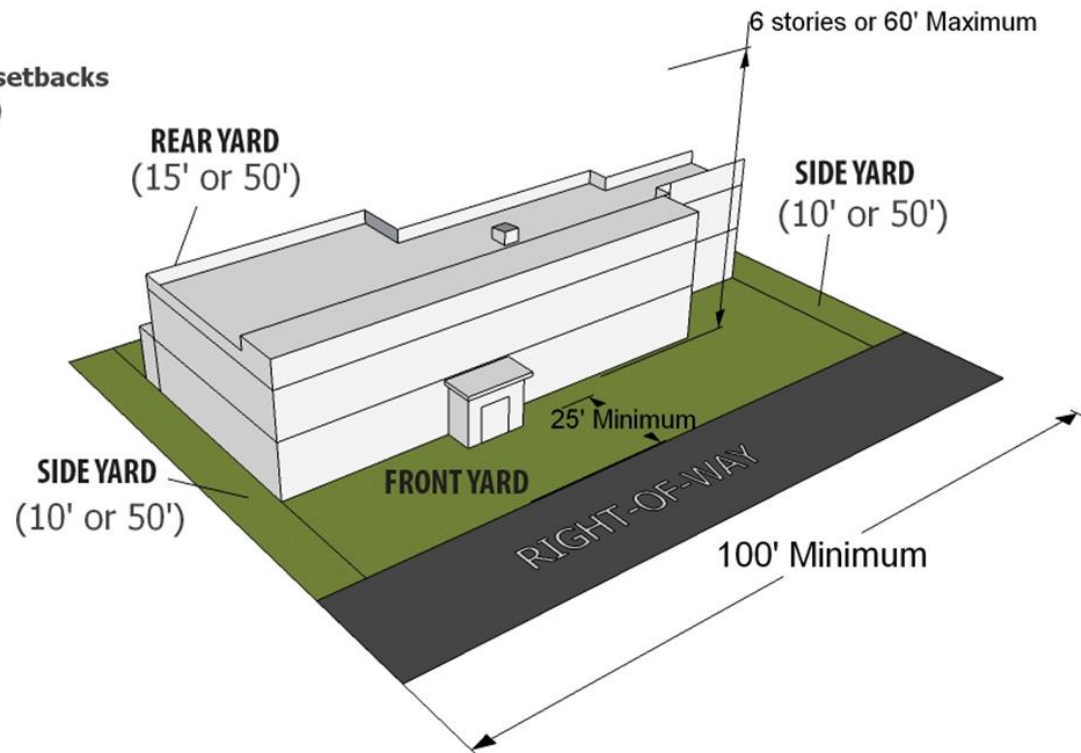 6 stories or 60' Maximum
setbacks
)
REAR YARD
(15' or 50')
SIDE YARD
(10' or 50')
25' Minimum
SIDE YARD
(10' or 50')
FRONT YARD
RIGHT-OF-WAY
100' Minimum